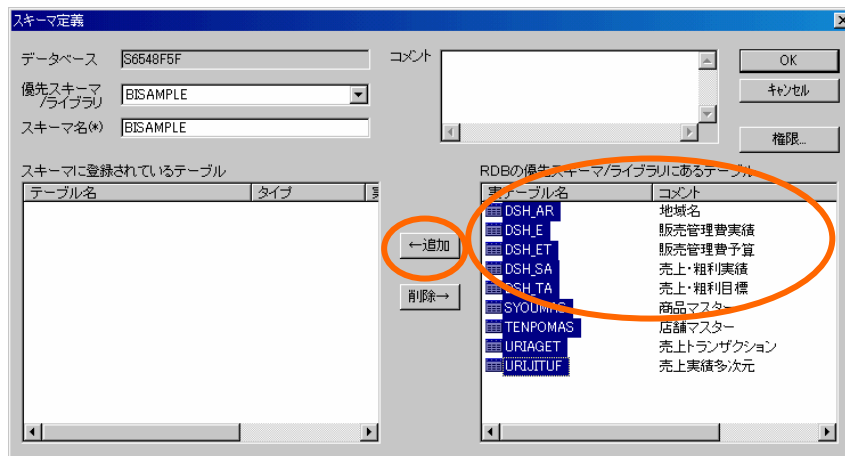 スキーマ定義
データベース S6548F5F
コメント
OK
優先スキーマ
/ライブラリ
BISAMPLE
キャンセル
スキーマ名(*) BISAMPLE
権限...
スキーマに登録されているテーブル
RDBの優先スキーマ/ライブラリにあるテーブル
テーブル名 タイプ 実
実テーブル名 コメント
DSH_AR 地域名
DSH_E 販売管理費実績
DSH_ET 販売管理費予算
DSH_SA 売上・粗利実績
DSH_TA 売上・粗利目標
SYOUMAS 商品マスター
TENPOMAS 店舗マスター
URIAGET 売上トランザクション
URIJITUF 売上実績多次元
←追加
削除→